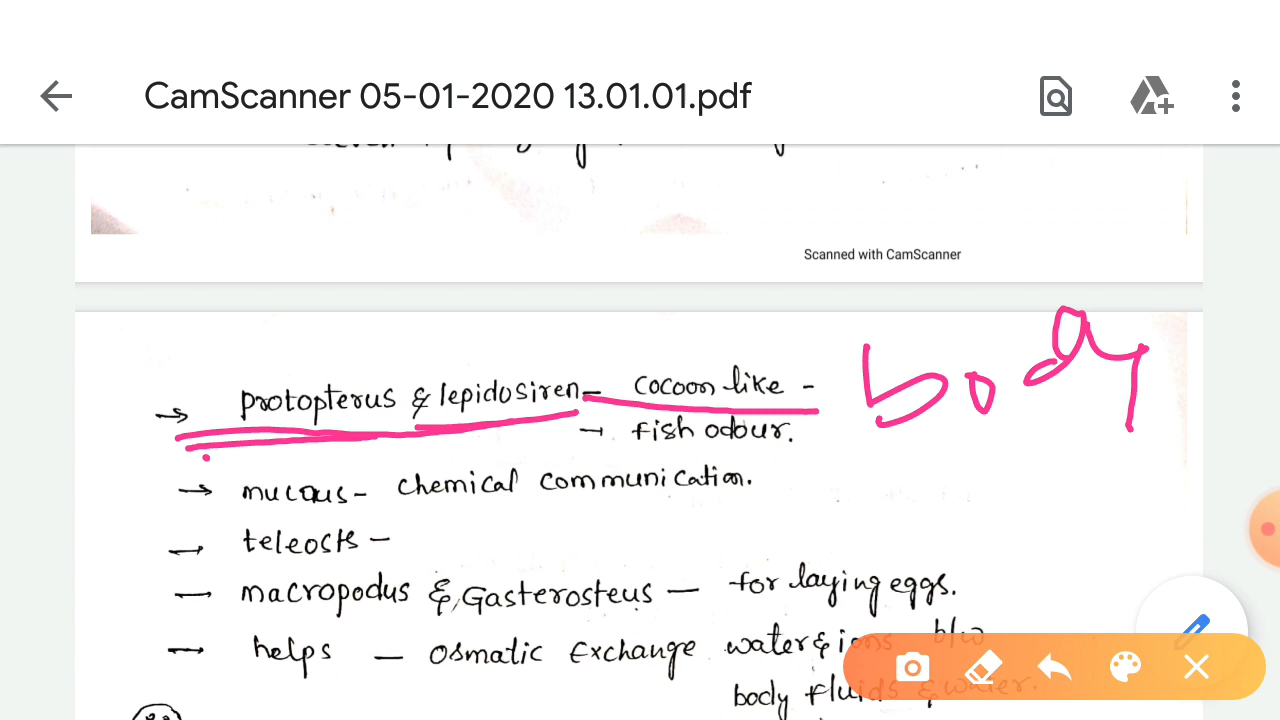 CamScanner 05-01-2020 13.01.01.pdf
Scanned with CamScanner
body
→ protopterus & lepidosiren – cocoon like –
→ fish odour.
→ mucous – chemical communication.
→ teleosts –
→ macropodus & Gasterosteus – for laying eggs.
→ helps – osmatic Exchange water & ions b/w
body fluids & water.